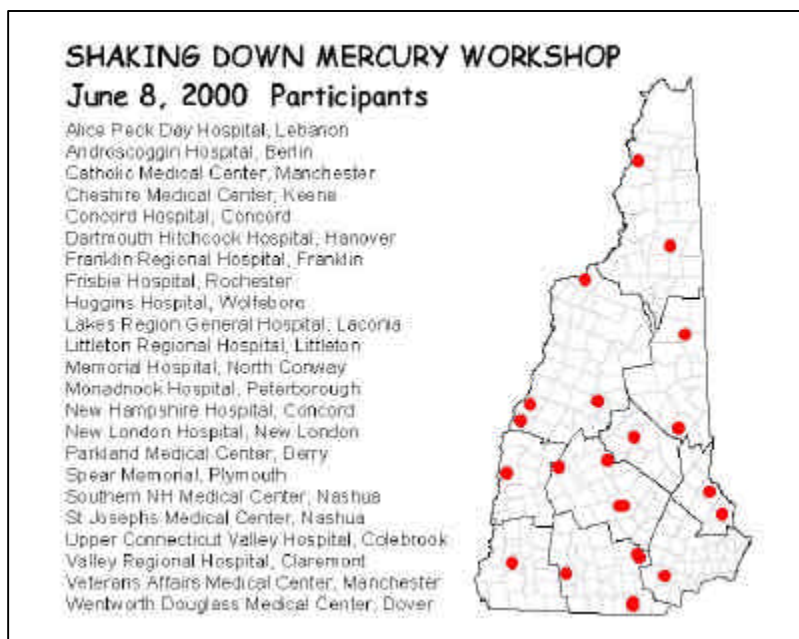 SHAKING DOWN MERCURY WORKSHOP
June 8, 2000 Participants
Alice Peck Day Hospital, Lebanon
Androscoggin Hospital, Berlin
Catholic Medical Center, Manchester
Cheshire Medical Center, Keene
Concord Hospital, Concord
Dartmouth Hitchcock Hospital, Hanover
Franklin Regional Hospital, Franklin
Frisbie Hospital, Rochester
Huggins Hospital, Wolfeboro
Lakes Region General Hospital, Laconia
Littleton Regional Hospital, Littleton
Memorial Hospital, North Conway
Monadnock Hospital, Peterborough
New Hampshire Hospital, Concord
New London Hospital, New London
Parkland Medical Center, Derry
Spear Memorial, Plymouth
Southern NH Medical Center, Nashua
St Josephs Medical Center, Nashua
Upper Connecticut Valley Hospital, Colebrook
Valley Regional Hospital, Claremont
Veterans Affairs Medical Center, Manchester
Wentworth Douglass Medical Center, Dover